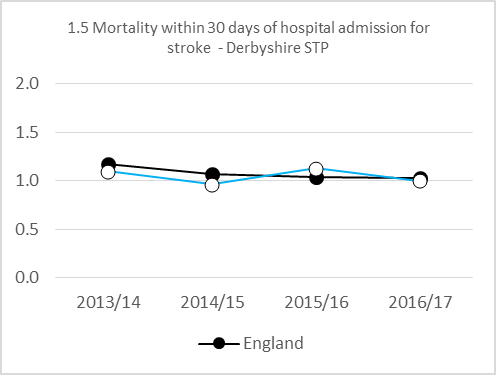 1.5 Mortality within 30 days of hospital admission for
stroke - Derbyshire STP
2.0
1.5
1.0
0.5
0.0
2013/14 2014/15 2015/16 2016/17
England